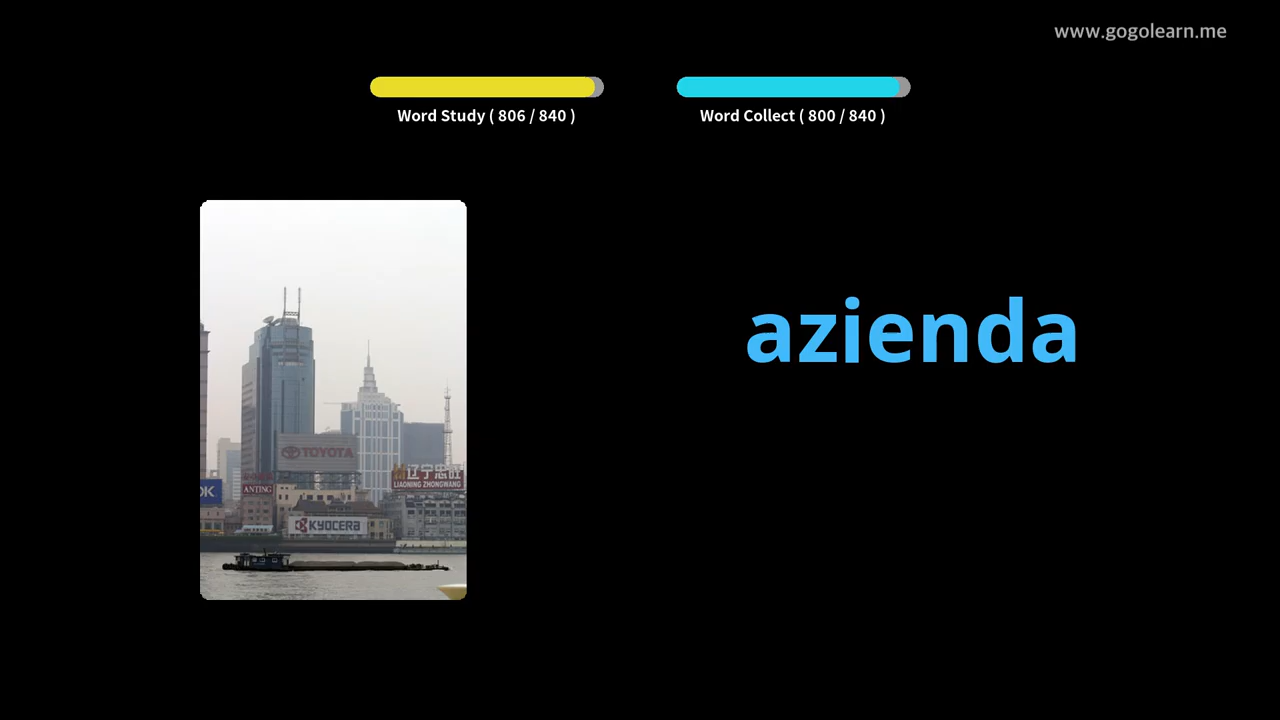 www.gogolearn.me
Word Study ( 806 / 840 )
Word Collect ( 800 / 840 )
azienda
TOYOTA
辽宁忠旺
LIAONING ZHONGWANG
ANTING
KYOCERA